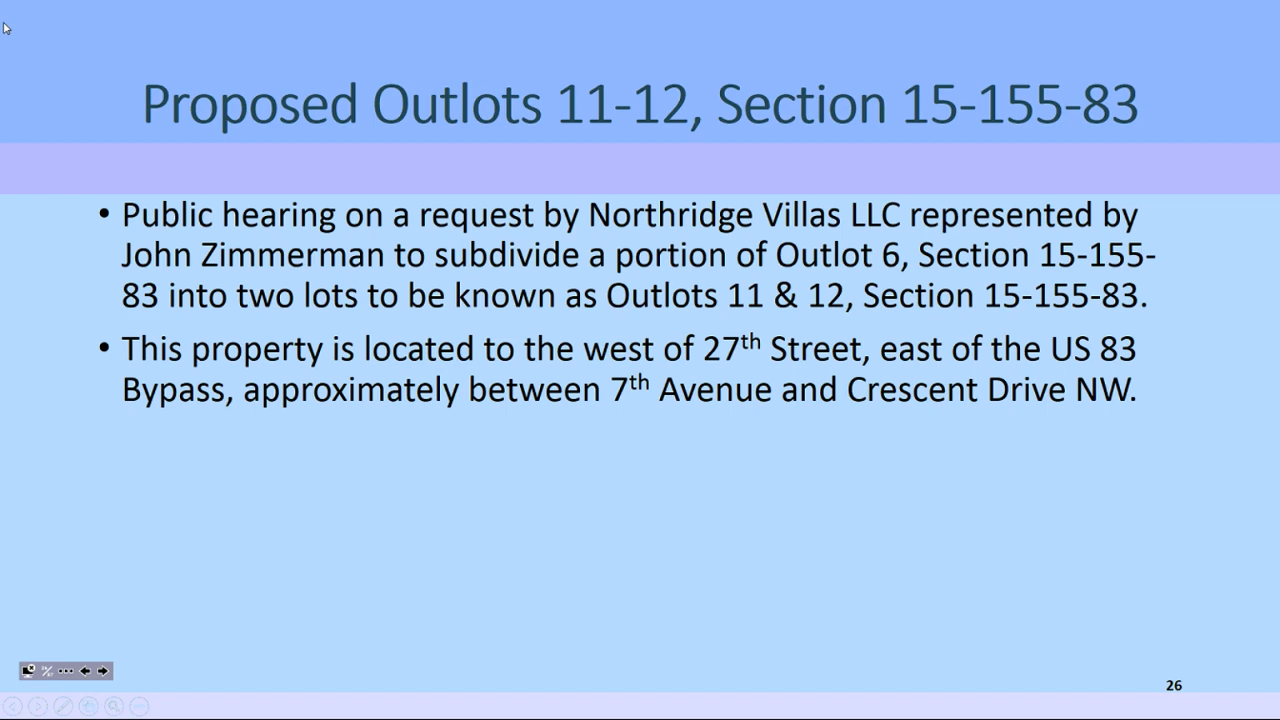 Proposed Outlots 11-12, Section 15-155-83
• Public hearing on a request by Northridge Villas LLC represented by
John Zimmerman to subdivide a portion of Outlot 6, Section 15-155-
83 into two lots to be known as Outlots 11 & 12, Section 15-155-83.
• This property is located to the west of 27th Street, east of the US 83
Bypass, approximately between 7th Avenue and Crescent Drive NW.
26